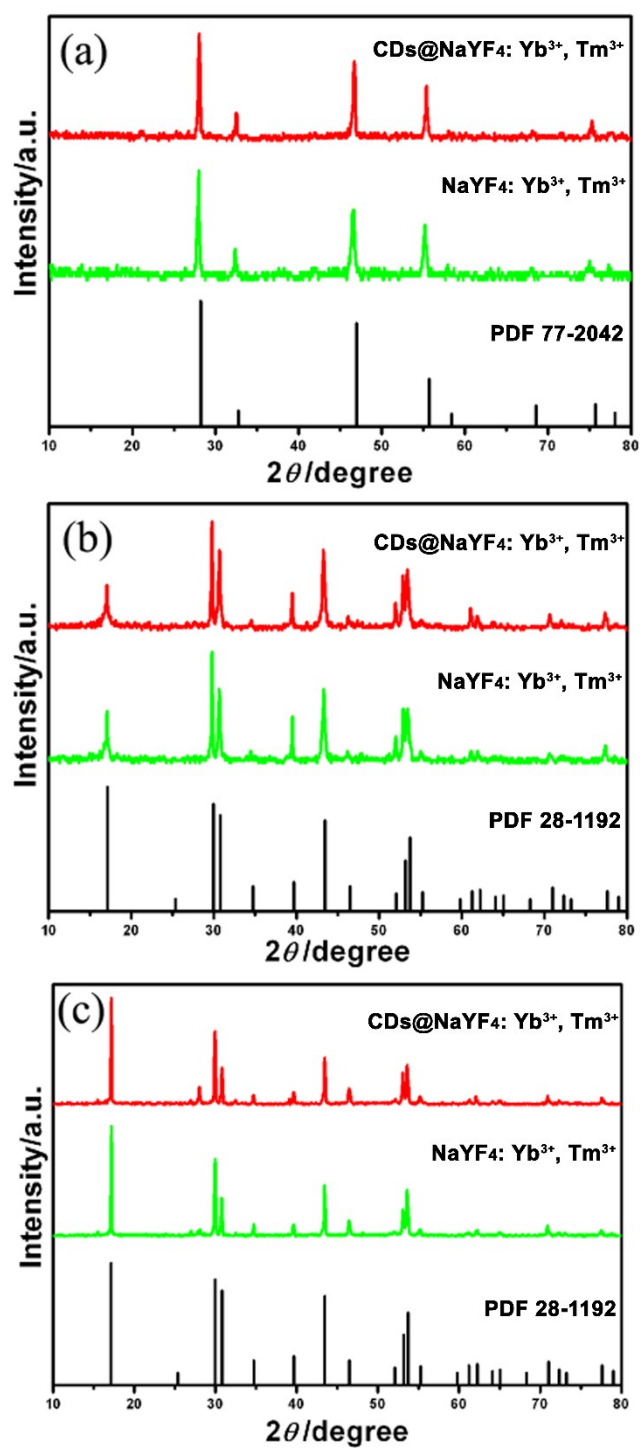 (a)
CDs@NaYF₄: Yb³⁺, Tm³⁺
NaYF₄: Yb³⁺, Tm³⁺
PDF 77-2042
Intensity/a.u.
10 20 30 40 50 60 70 80
2θ/degree
(b)
CDs@NaYF₄: Yb³⁺, Tm³⁺
NaYF₄: Yb³⁺, Tm³⁺
PDF 28-1192
Intensity/a.u.
10 20 30 40 50 60 70 80
2θ/degree
(c)
CDs@NaYF₄: Yb³⁺, Tm³⁺
NaYF₄: Yb³⁺, Tm³⁺
PDF 28-1192
Intensity/a.u.
10 20 30 40 50 60 70 80
2θ/degree